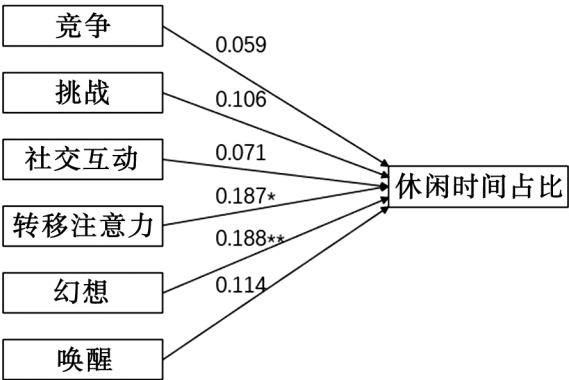 竞争
0.059
挑战
0.106
社交互动
0.071
休闲时间占比
转移注意力
0.187*
幻想
0.188**
唤醒
0.114